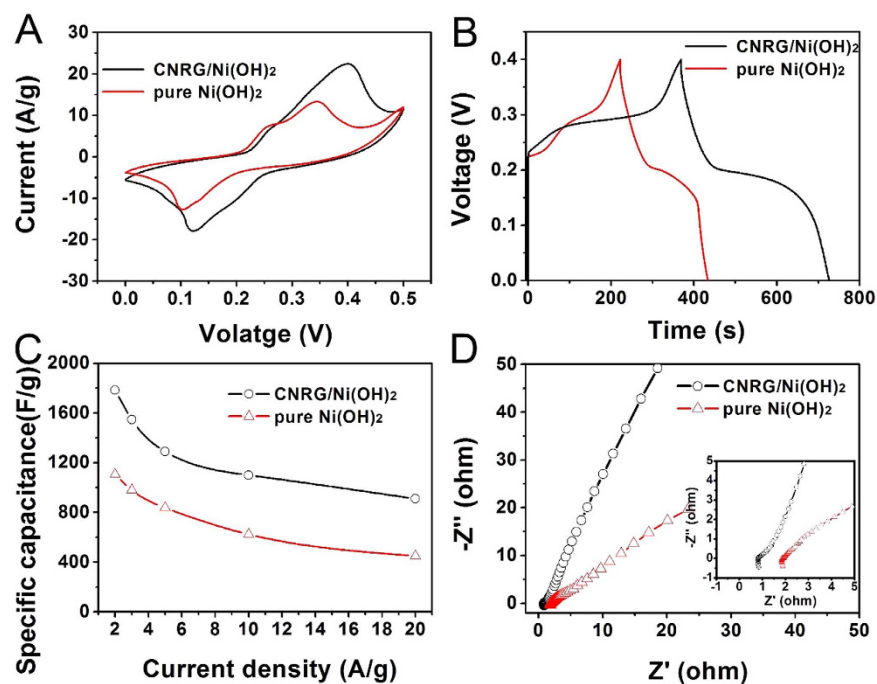 A
CNRG/Ni(OH)2
pure Ni(OH)2
Current (A/g)
30
20
10
0
-10
-20
-30
0.0 0.1 0.2 0.3 0.4 0.5
Volatge (V)
B
CNRG/Ni(OH)2
pure Ni(OH)2
Voltage (V)
0.4
0.3
0.2
0.1
0.0
0 200 400 600 800
Time (s)
C
CNRG/Ni(OH)2
pure Ni(OH)2
Specific capacitance(F/g)
2000
1600
1200
800
400
0
2 4 6 8 10 12 14 16 18 20
Current density (A/g)
D
CNRG/Ni(OH)2
pure Ni(OH)2
-Z" (ohm)
50
40
30
20
10
0
0 10 20 30 40 50
Z' (ohm)
-Z" (ohm)
5
4
3
2
1
0
-1
-1 0 1 2 3 4 5
Z' (ohm)